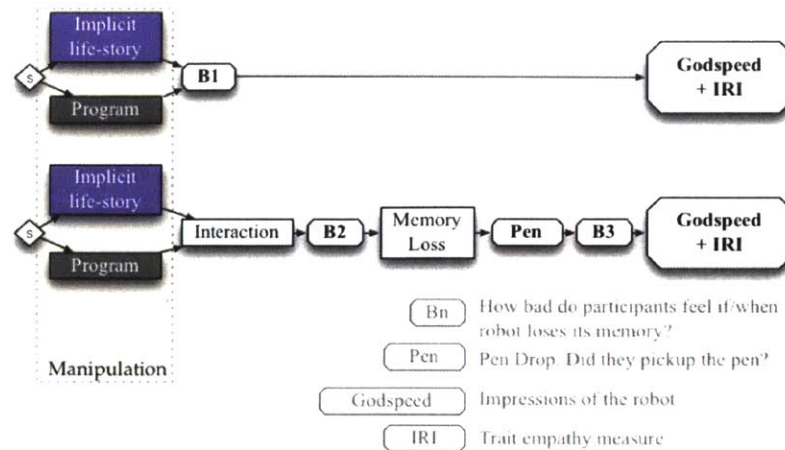 Implicit
life-story
s
Program
B1
Godspeed
+ IRI
Implicit
life-story
s
Program
Interaction
B2
Memory
Loss
Pen
B3
Godspeed
+ IRI
Manipulation
Bn
How bad do participants feel if/when
robot loses its memory?
Pen
Pen Drop. Did they pickup the pen?
Godspeed
Impressions of the robot
IRI
Trait empathy measure